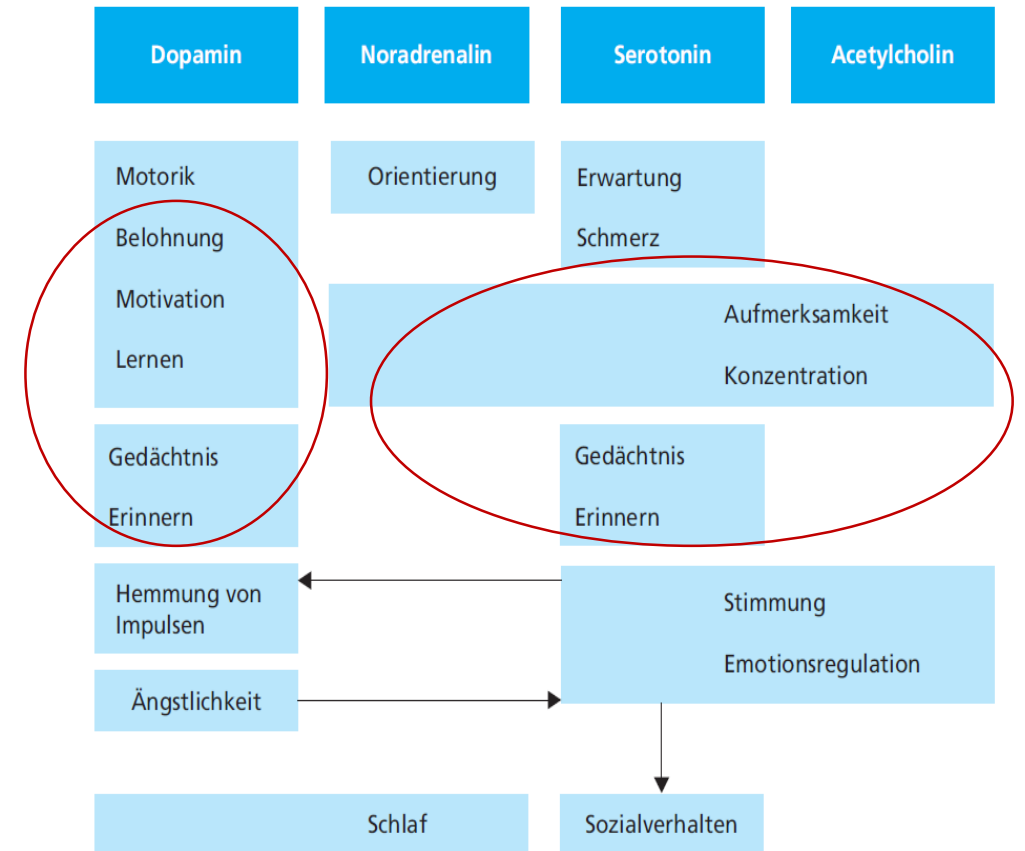 Dopamin
Noradrenalin
Serotonin
Acetylcholin
Motorik
Orientierung
Erwartung
Belohnung
Schmerz
Motivation
Aufmerksamkeit
Lernen
Konzentration
Gedächtnis
Gedächtnis
Erinnern
Erinnern
Hemmung von
Impulsen
Stimmung
Emotionsregulation
Ängstlichkeit
Schlaf
Sozialverhalten